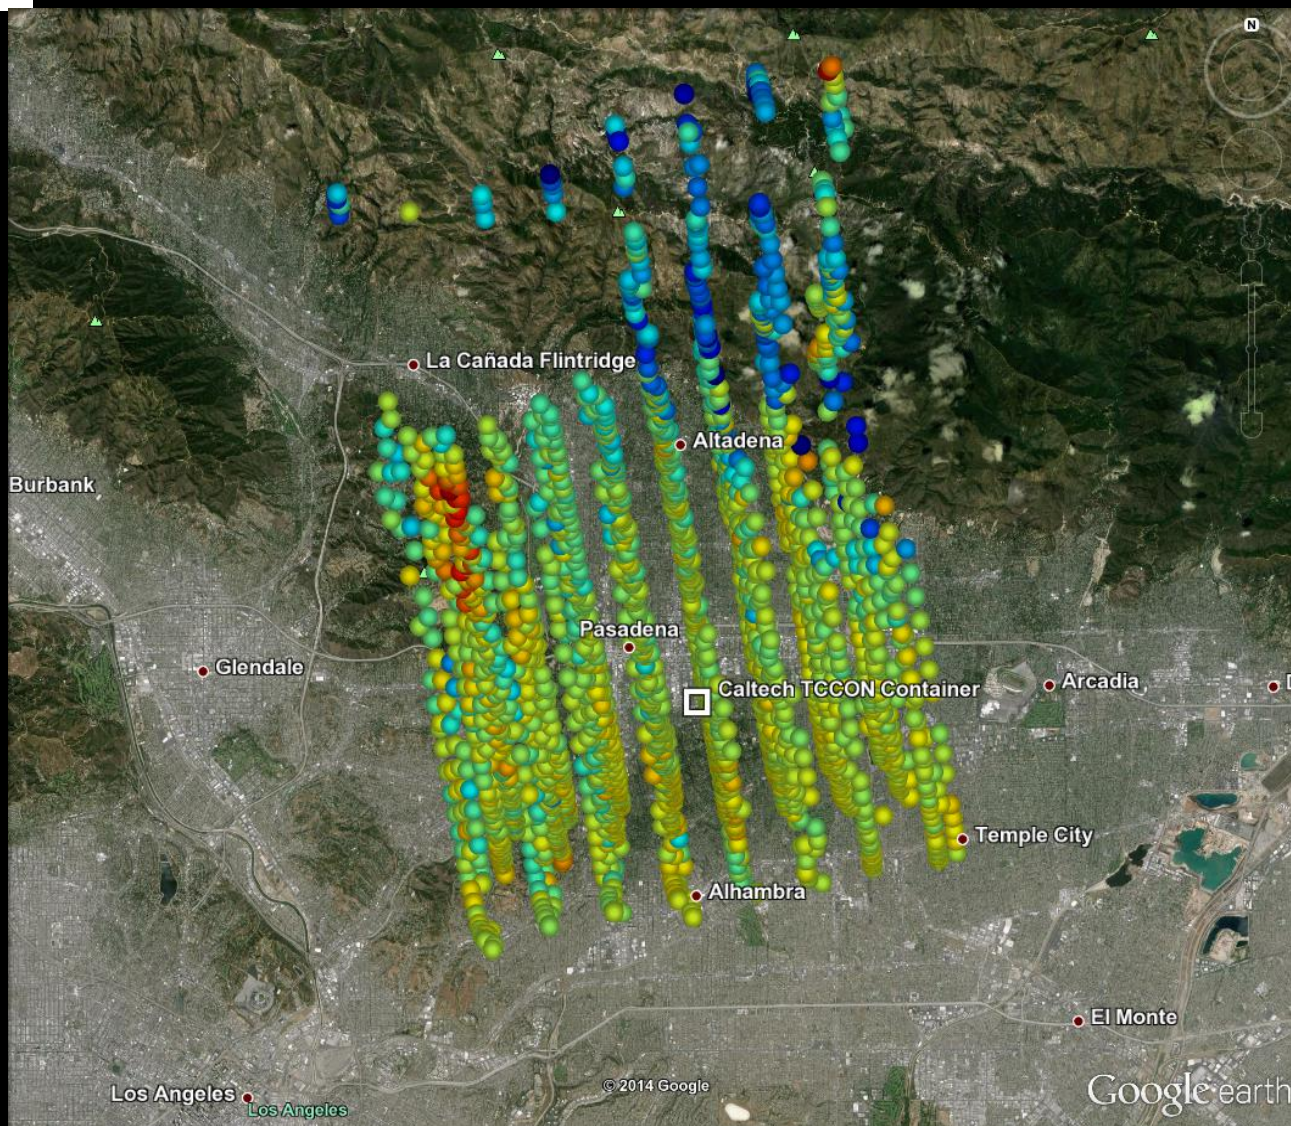 N
La Cañada Flintridge
Altadena
Burbank
Pasadena
Glendale
Caltech TCCON Container
Arcadia
D
Temple City
Alhambra
El Monte
© 2014 Google
Google earth
Los Angeles
Los Angeles